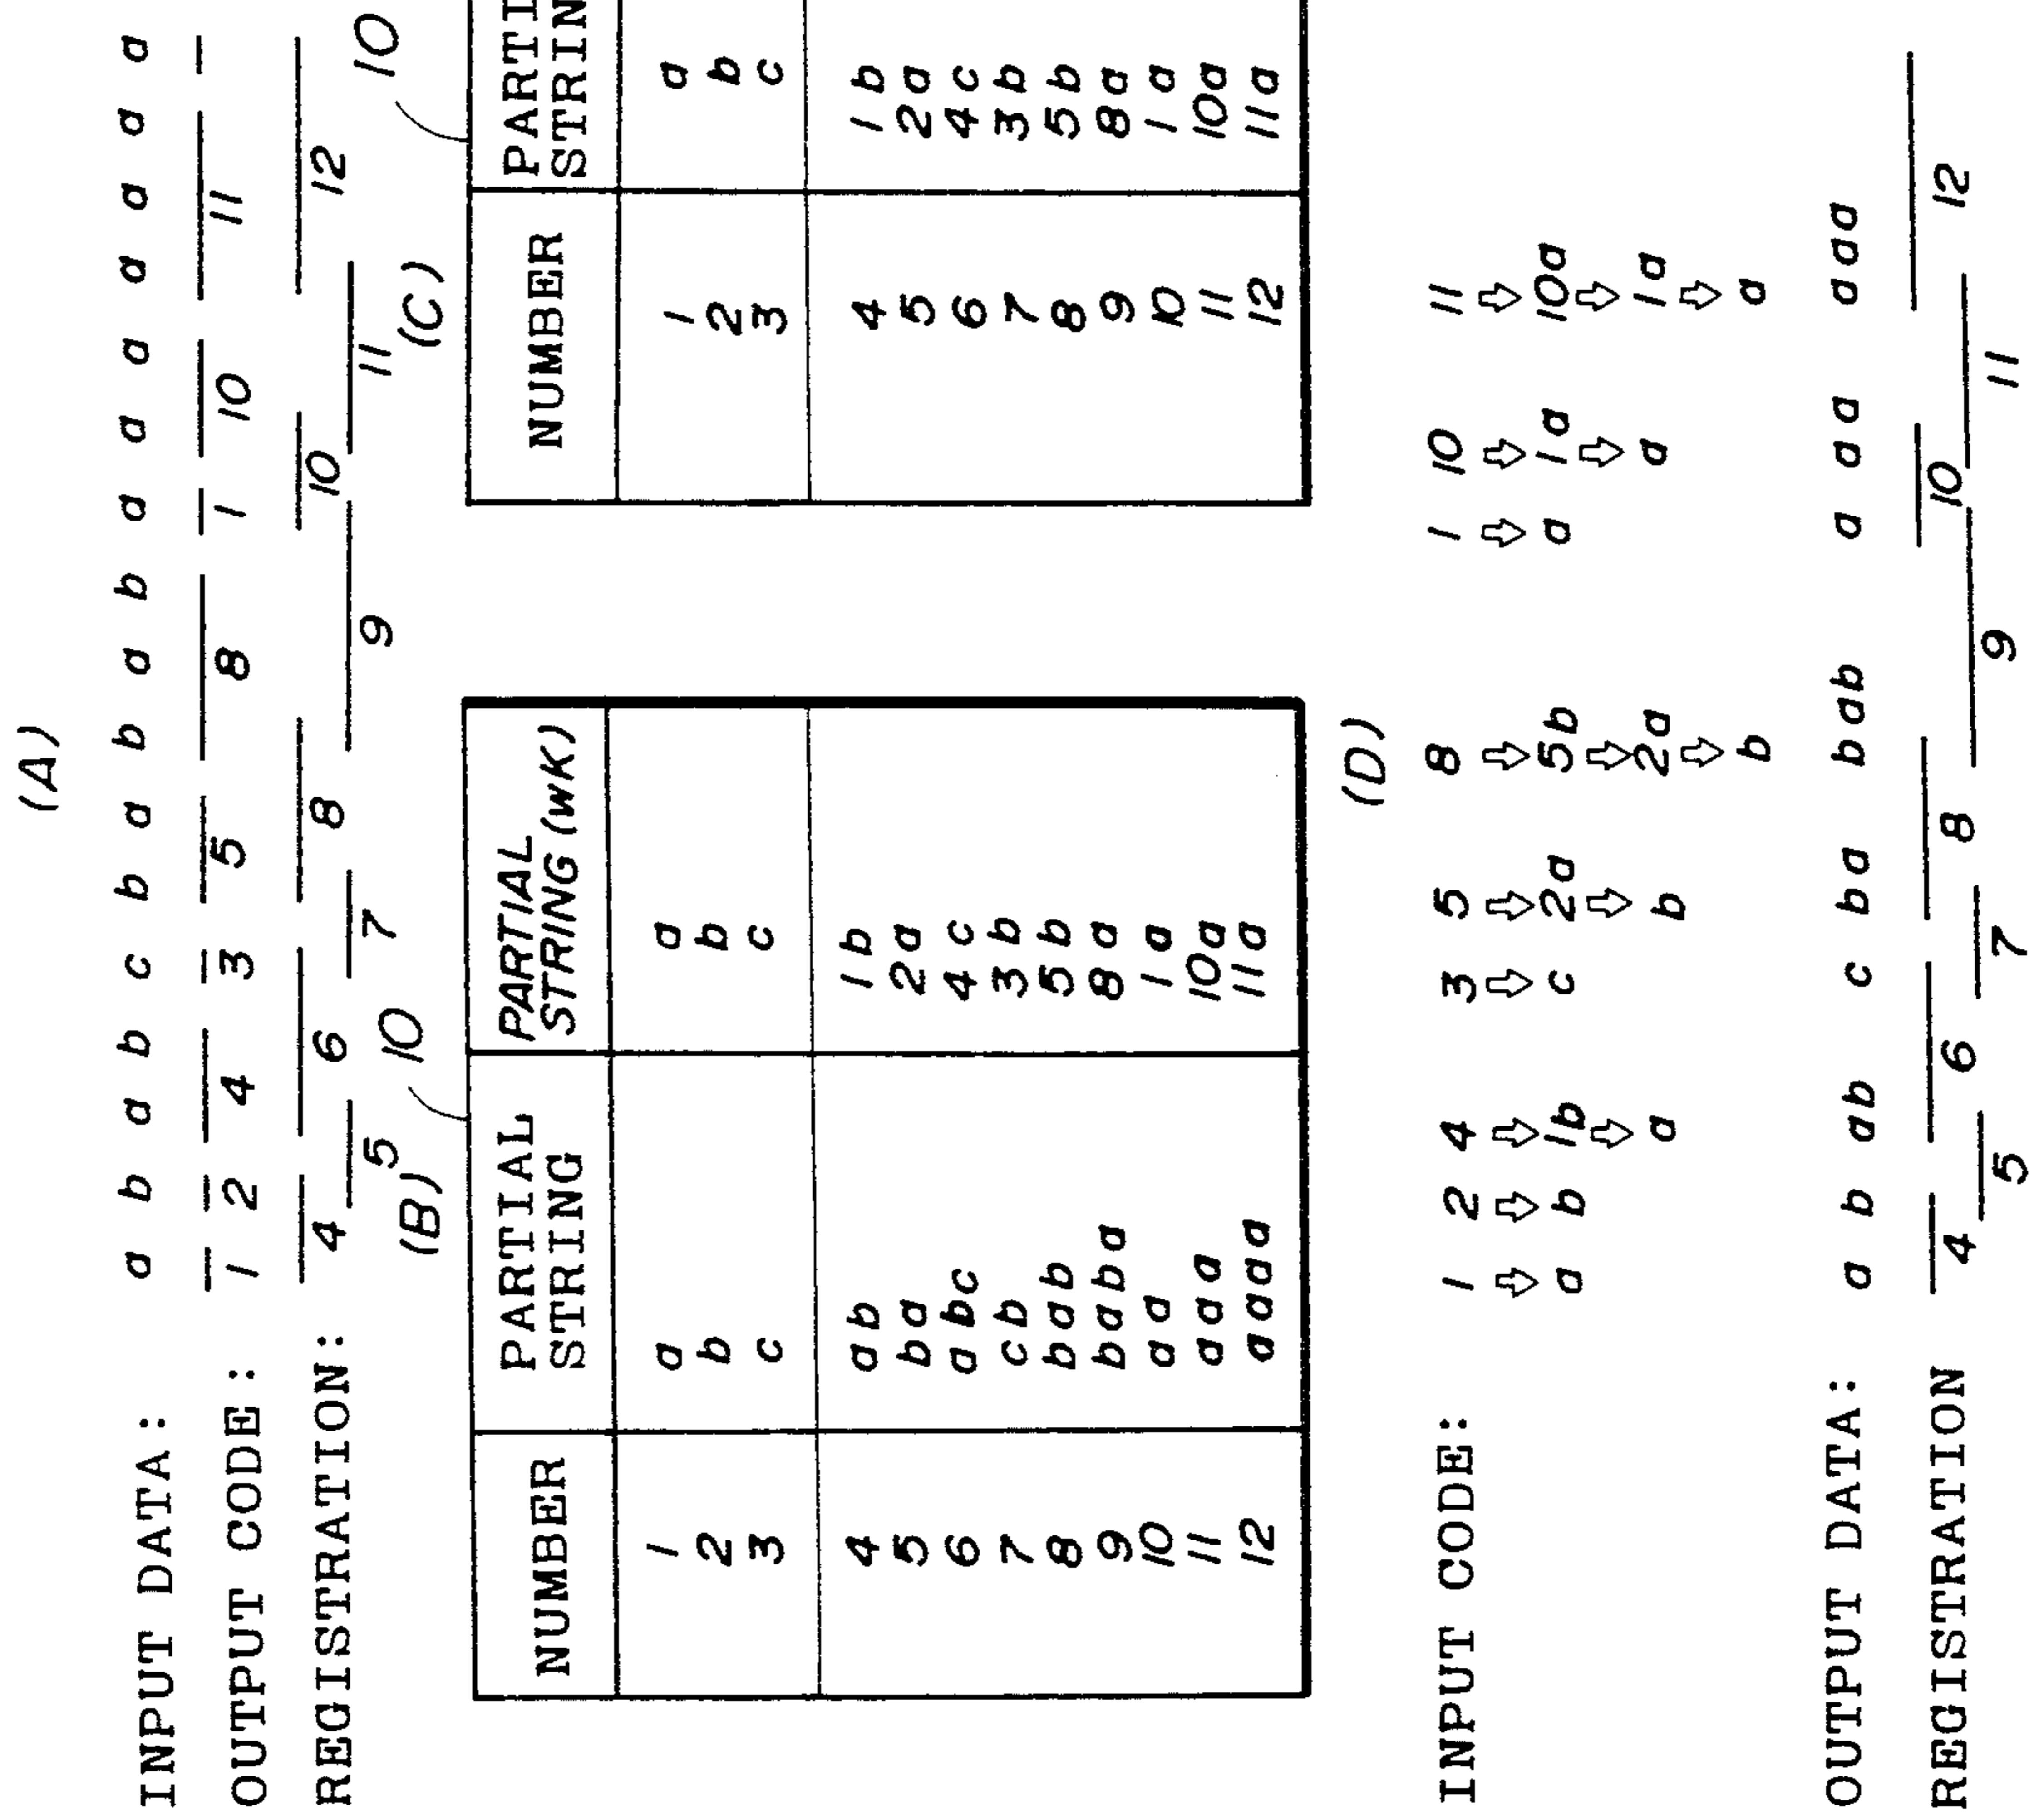 (A)
INPUT DATA: a b a b c b a b a b a a a a a a a
OUTPUT CODE: 1 2 4 3 5 8 1 10 11
REGISTRATION: 4 6 8 10 12
5 7 9 11
(B) 10
NUMBER PARTIAL STRING PARTIAL STRING (WK)
1 a a
2 b b
3 c c
4 ab 1b
5 ba 2a
6 abc 4c
7 cb 3b
8 bab 5b
9 baba 8a
10 aa 1a
11 aaa 10a
12 aaaa 11a
(C) 10
NUMBER PARTI
STRIN
1 a
2 b
3 c
4 1b
5 2a
6 4c
7 3b
8 5b
9 8a
10 1a
11 10a
12 11a
(D)
INPUT CODE: 1 2 4 3 5 8 1 10 11
⇨ ⇨ ⇨ ⇨ ⇨ ⇨ ⇨ ⇨ ⇨
a b 1b c 2a 5b a 1a 10a
⇨ ⇨ ⇨ ⇨ ⇨
a b 2a a 1a
⇨ ⇨
b a
OUTPUT DATA: a b ab c ba bab a aa aaa
REGISTRATION 4 6 8 10 12
5 7 9 11